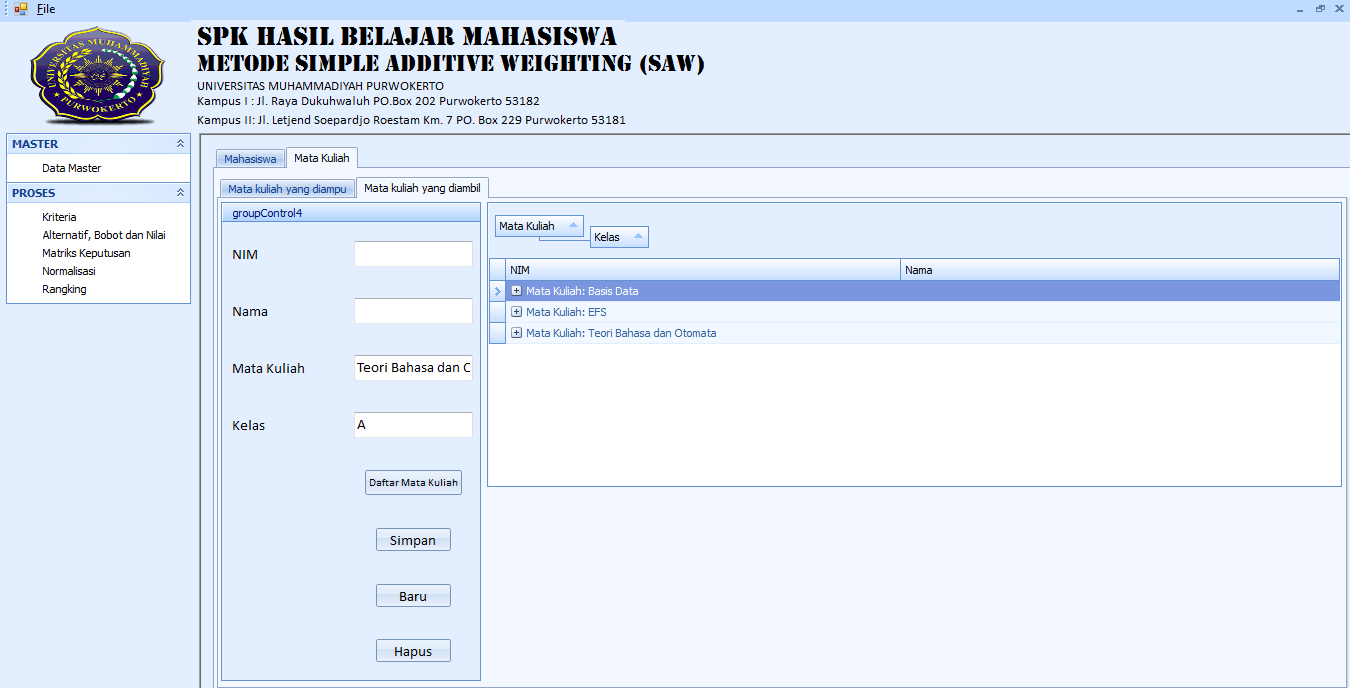 File
SPK HASIL BELAJAR MAHASISWA
METODE SIMPLE ADDITIVE WEIGHTING (SAW)
UNIVERSITAS MUHAMMADIYAH PURWOKERTO
Kampus I : Jl. Raya Dukuhwaluh PO.Box 202 Purwokerto 53182
Kampus II: Jl. Letjend Soepardjo Roestam Km. 7 PO. Box 229 Purwokerto 53181
UNIVERSITAS MUHAMMADIYAH
PURWOKERTO
MASTER
Data Master
PROSES
Kriteria
Alternatif, Bobot dan Nilai
Matriks Keputusan
Normalisasi
Rangking
Mahasiswa
Mata Kuliah
Mata kuliah yang diampu
Mata kuliah yang diambil
groupControl4
NIM
Nama
Mata Kuliah
Teori Bahasa dan
Kelas
A
Daftar Mata Kuliah
Simpan
Baru
Hapus
Mata Kuliah
Kelas
NIM
Nama
Mata Kuliah: Basis Data
Mata Kuliah: EFS
Mata Kuliah: Teori Bahasa dan Otomata